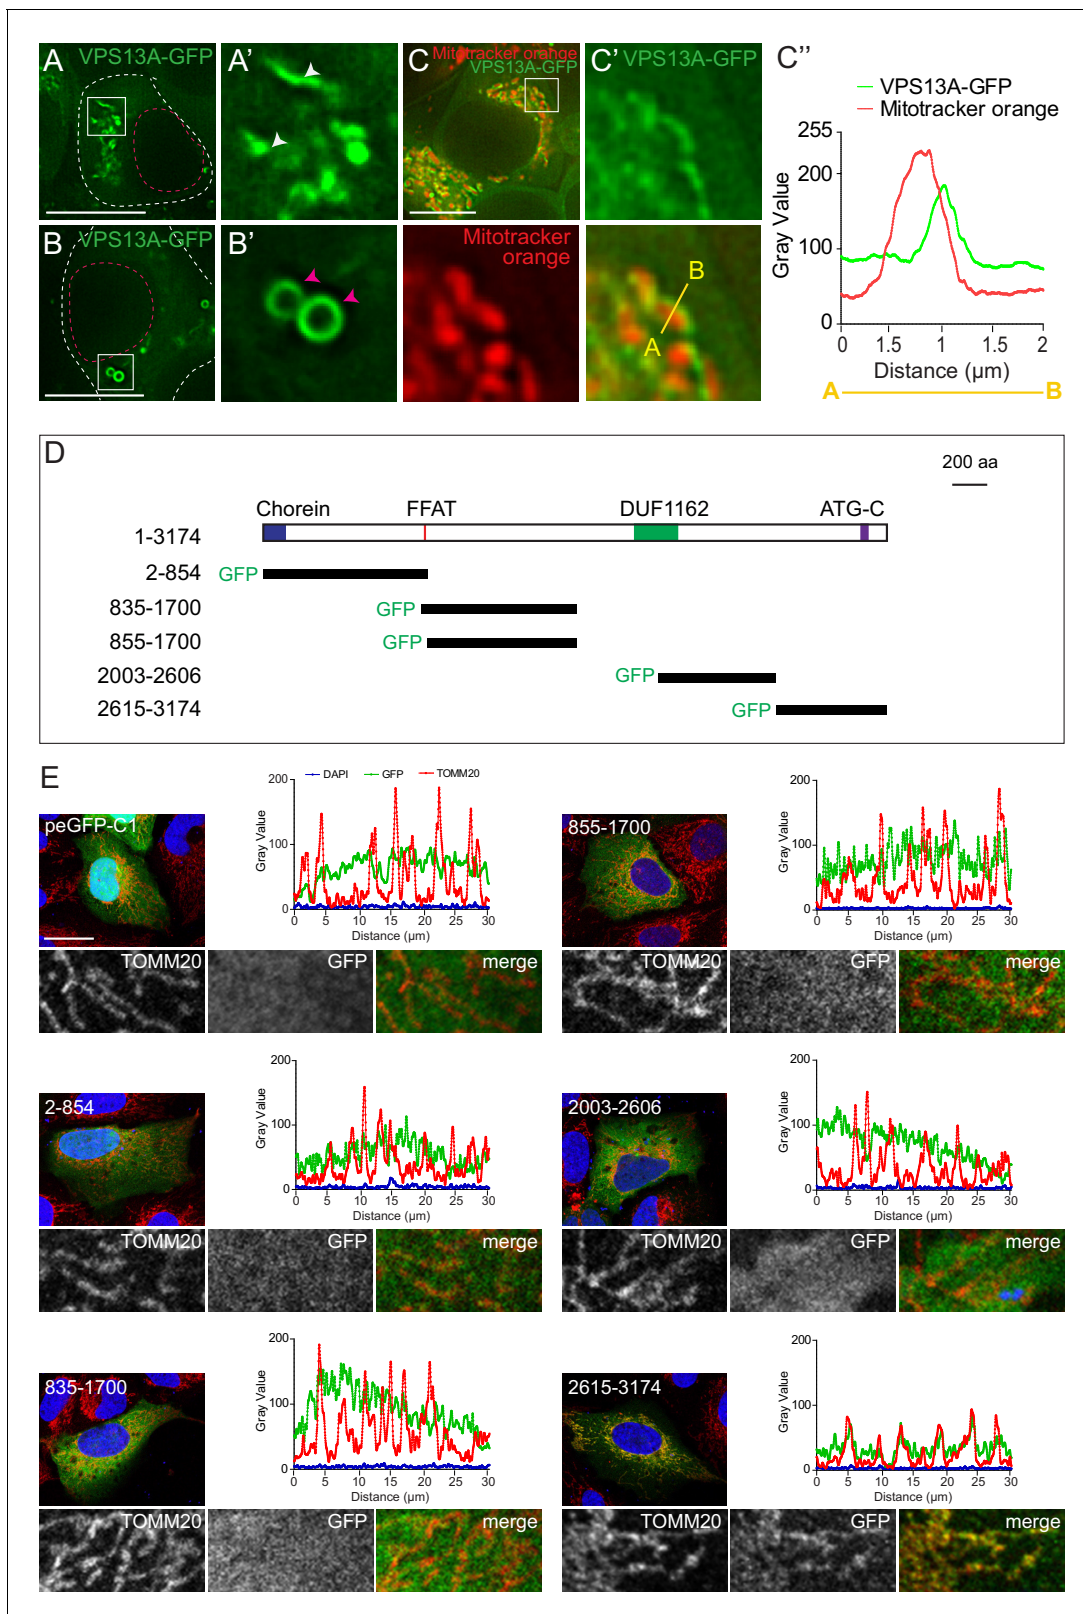 A VPS13A-GFP
A'
C Mitotracker orange
VPS13A-GFP
C' VPS13A-GFP
C''
VPS13A-GFP
Mitotracker orange
255
200
100
0
Gray Value
0 1.5 1 1.5 2
Distance (µm)
A B
B VPS13A-GFP
B'
Mitotracker
orange
B
A
D
200 aa
Chorein FFAT DUF1162 ATG-C
1-3174
2-854 GFP
835-1700 GFP
855-1700 GFP
2003-2606 GFP
2615-3174 GFP
E
peGFP-C1
DAPI GFP TOMM20
200
100
0
Gray Value
0 5 10 15 20 25 30
Distance (µm)
TOMM20 GFP merge
855-1700
200
100
0
Gray Value
0 5 10 15 20 25 30
Distance (µm)
TOMM20 GFP merge
2-854
200
100
0
Gray Value
0 5 10 15 20 25 30
Distance (µm)
TOMM20 GFP merge
2003-2606
200
100
0
Gray Value
0 5 10 15 20 25 30
Distance (µm)
TOMM20 GFP merge
835-1700
200
100
0
Gray Value
0 5 10 15 20 25 30
Distance (µm)
TOMM20 GFP merge
2615-3174
200
100
0
Gray Value
0 5 10 15 20 25 30
Distance (µm)
TOMM20 GFP merge